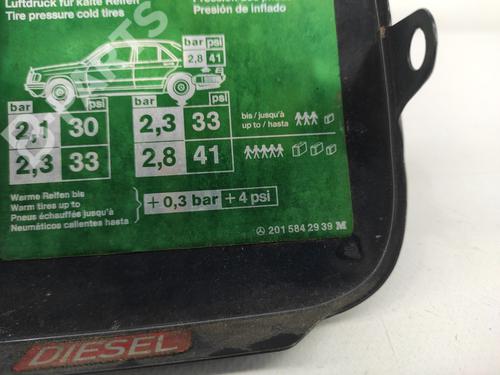 Luftdruck für kalte Reifen
Tire pressure cold tires
Presión de inflado
bar psi
2,8 41
bar psi
2,1 30
2,3 33
bar psi
2,3 33
2,8 41
bis / jusqu'à
up to / hasta
Warme Reifen bis
Warm tires up to
Pneus échauffés jusqu'à
Neumáticos calientes hasta
+ 0,3 bar + 4 psi
201 584 29 39 M
DIESEL